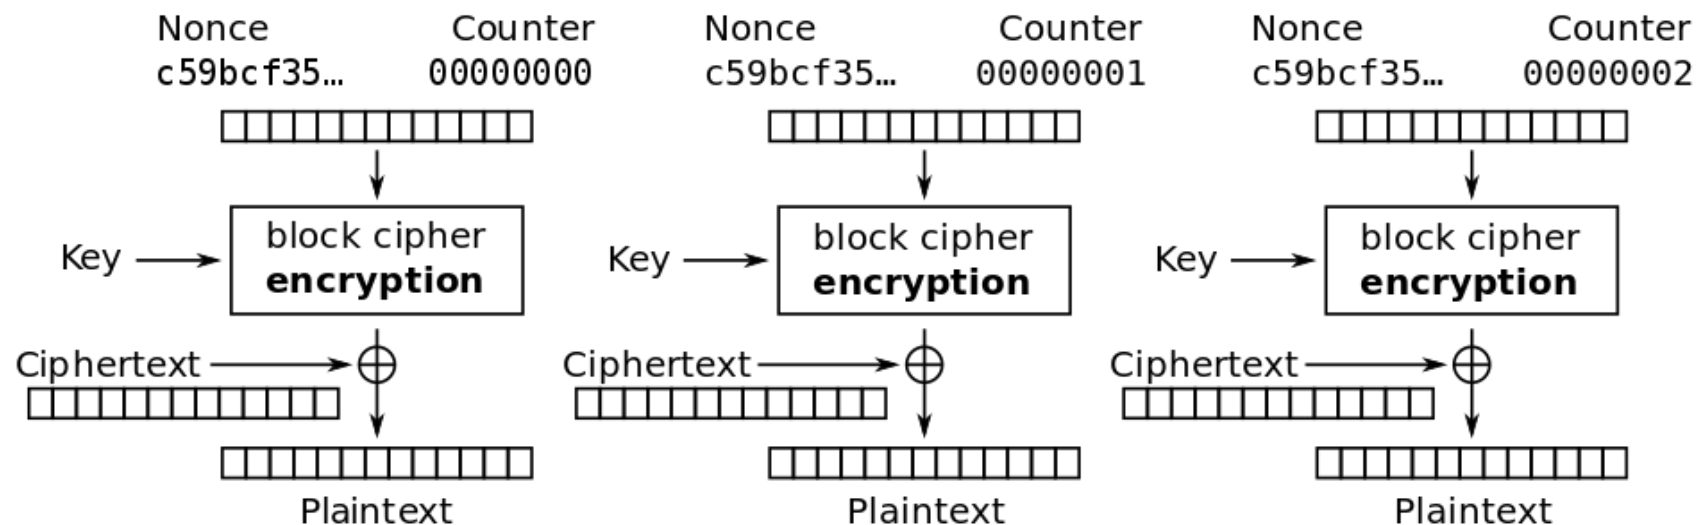 Nonce Counter Nonce Counter Nonce Counter
c59bcf35… 00000000 c59bcf35… 00000001 c59bcf35… 00000002
block cipher block cipher block cipher
Key Key Key
encryption encryption encryption
Ciphertext Ciphertext Ciphertext
Plaintext Plaintext Plaintext